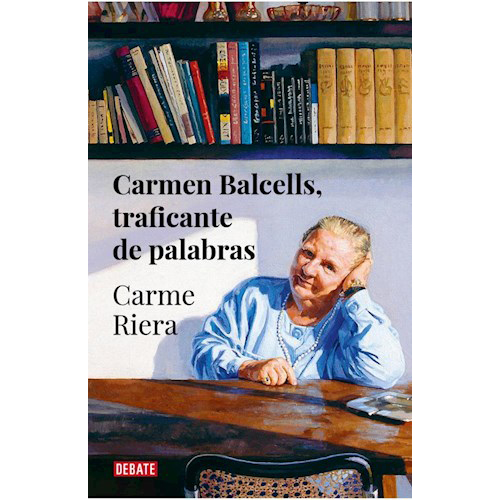 Carmen Balcells,
traficante
de palabras
Carme
Riera
DEBATE